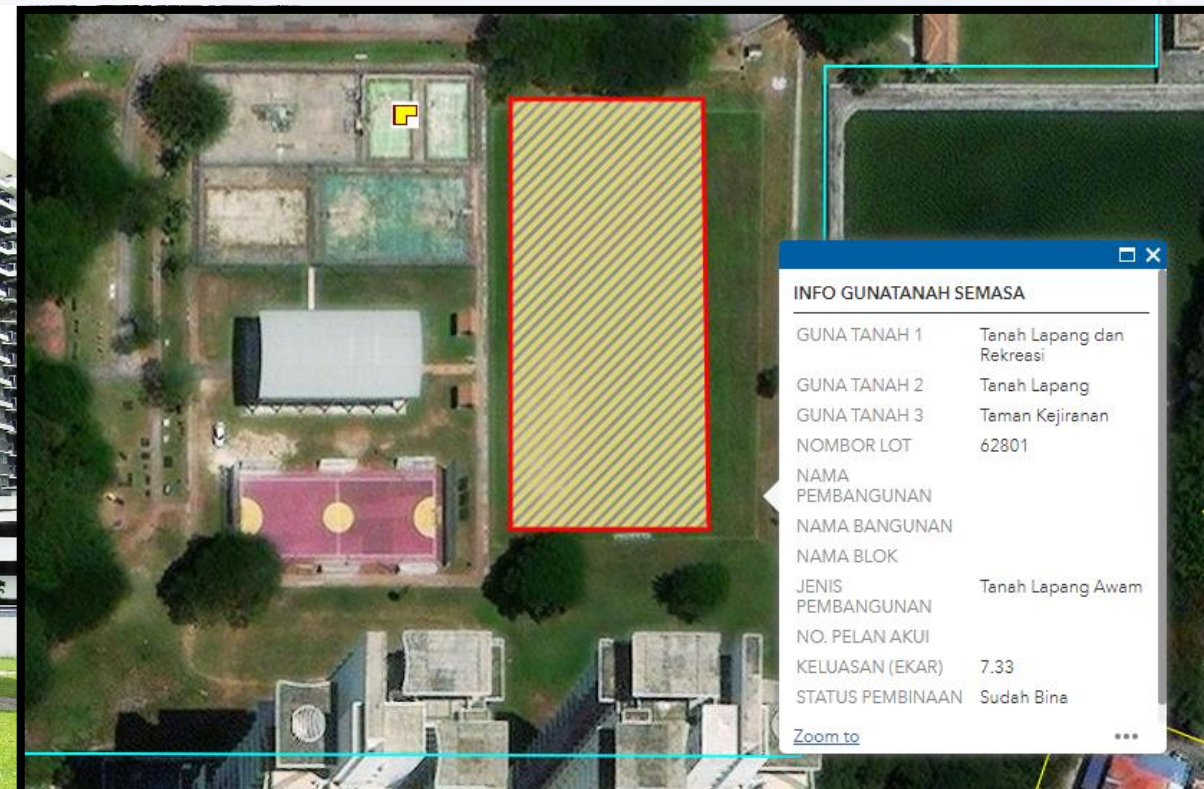 INFO GUNATANAH SEMASA
GUNA TANAH 1 Tanah Lapang dan
Rekreasi
GUNA TANAH 2 Tanah Lapang
GUNA TANAH 3 Taman Kejiranan
NOMBOR LOT 62801
NAMA
PEMBANGUNAN
NAMA BANGUNAN
NAMA BLOK
JENIS Tanah Lapang Awam
PEMBANGUNAN
NO. PELAN AKUI
KELUASAN (EKAR) 7.33
STATUS PEMBINAAN Sudah Bina
Zoom to